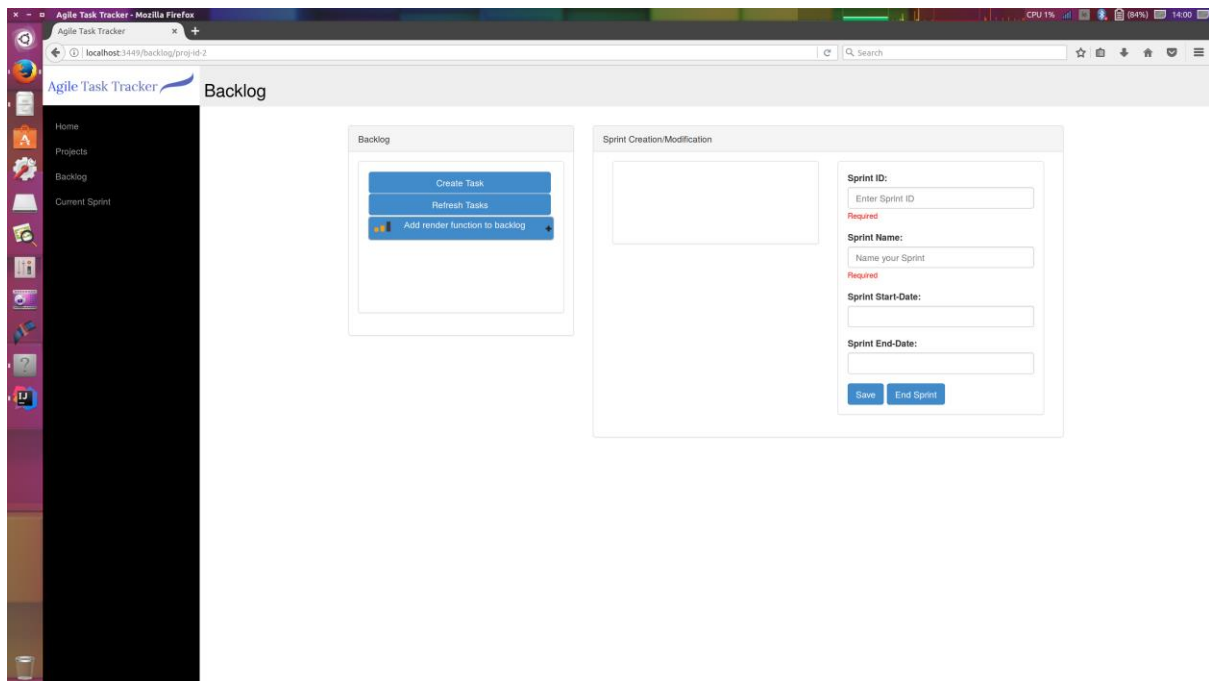 Agile Task Tracker - Mozilla Firefox
CPU 1%
(84%)
14:00
Agile Task Tracker
localhost:3449/backlog/proj-id-2
Search
Agile Task Tracker
Backlog
Home
Projects
Backlog
Current Sprint
Backlog
Create Task
Refresh Tasks
Add render function to backlog
Sprint Creation/Modification
Sprint ID:
Enter Sprint ID
Required
Sprint Name:
Name your Sprint
Required
Sprint Start-Date:
Sprint End-Date:
Save End Sprint